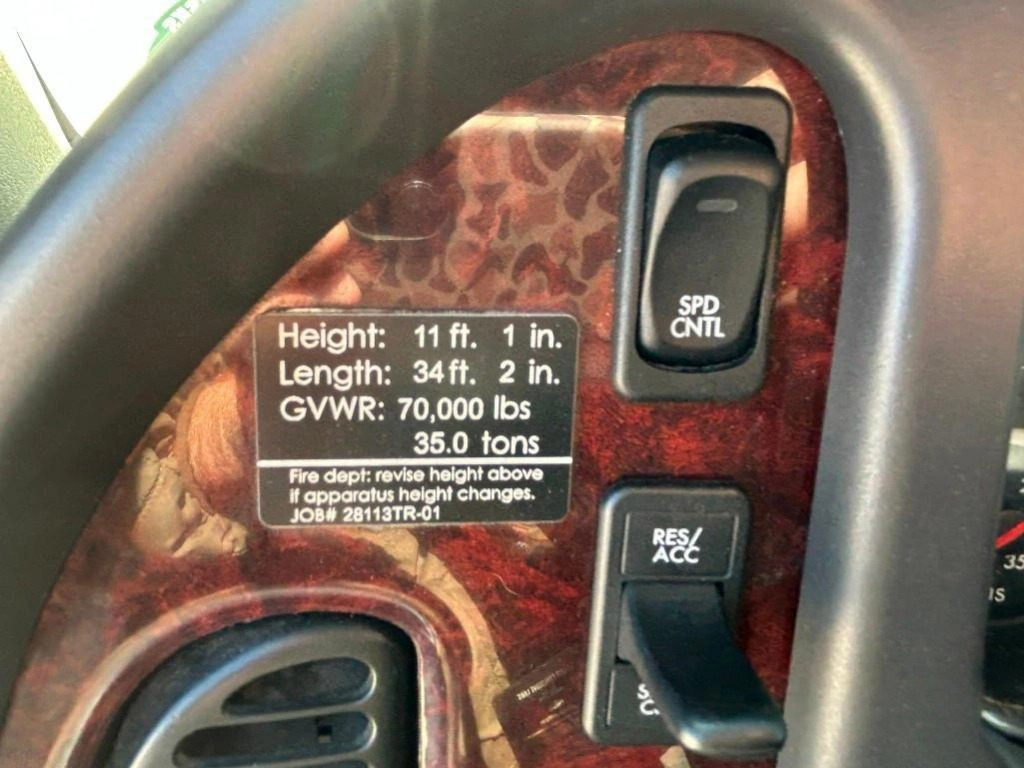 SPD
CNTL
Height: 11 ft. 1 in.
Length: 34 ft. 2 in.
GVWR: 70,000 lbs
35.0 tons
Fire dept: revise height above
if apparatus height changes.
JOB# 28113TR-01
RES/
ACC
35